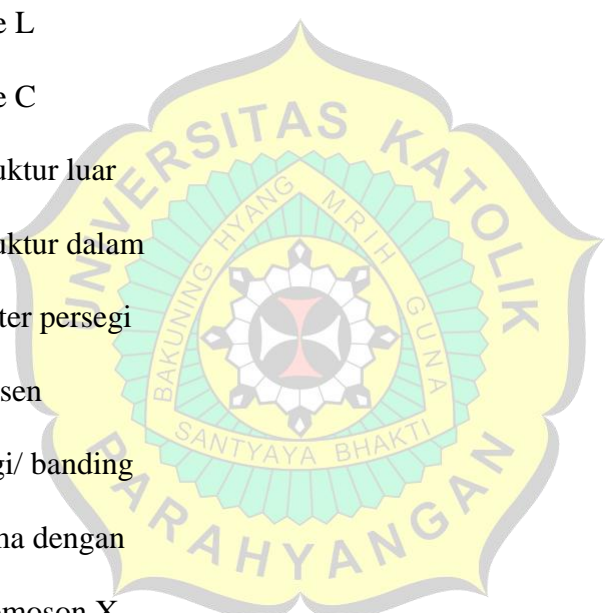 e L
e C
uktur luar
uktur dalam
ter persegi
sen
gi/ banding
na dengan
moson X
UNIVERSITAS KATOLIK
PARAHYANGAN
BAKUNING HYANG MRIH GUNA
SANTYAYA BHAKTI